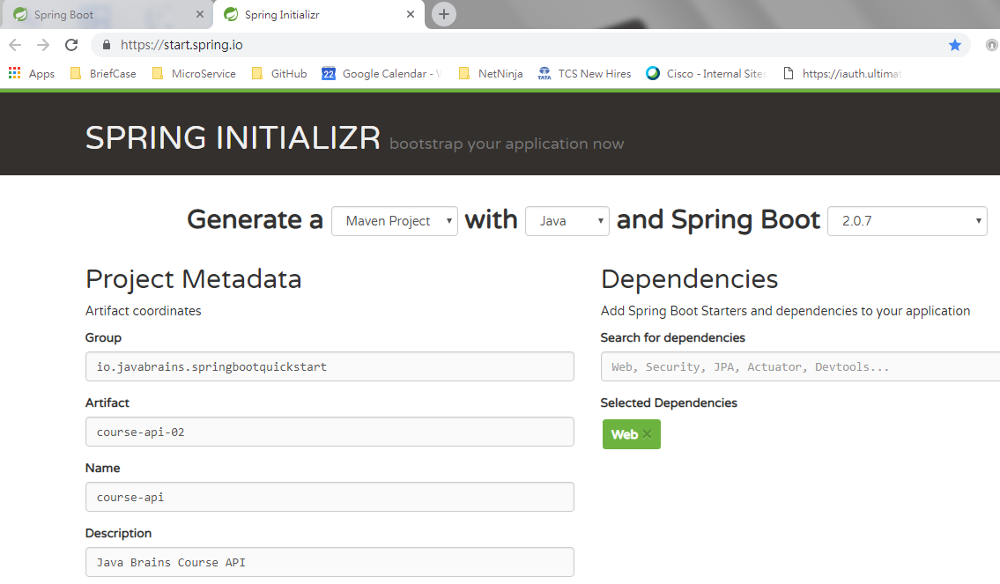 Spring Boot
Spring Initializr
https://start.spring.io
Apps
BriefCase
MicroService
GitHub
22
Google Calendar -
NetNinja
TATA
TCS New Hires
Cisco - Internal Sites
https://iauth.ultimat
SPRING INITIALIZR bootstrap your application now
Generate a Maven Project with Java and Spring Boot 2.0.7
Project Metadata
Artifact coordinates
Group
io.javabrains.springbootquickstart
Artifact
course-api-02
Name
course-api
Description
Java Brains Course API
Dependencies
Add Spring Boot Starters and dependencies to your application
Search for dependencies
Web, Security, JPA, Actuator, Devtools...
Selected Dependencies
Web